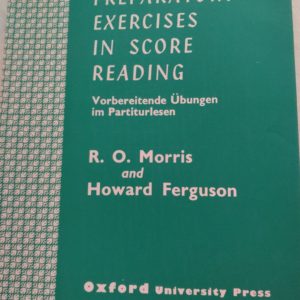 PREPARATORY
EXERCISES
IN SCORE
READING
Vorbereitende Übungen
im Partiturlesen
R. O. Morris
and
Howard Ferguson
Oxford University Press